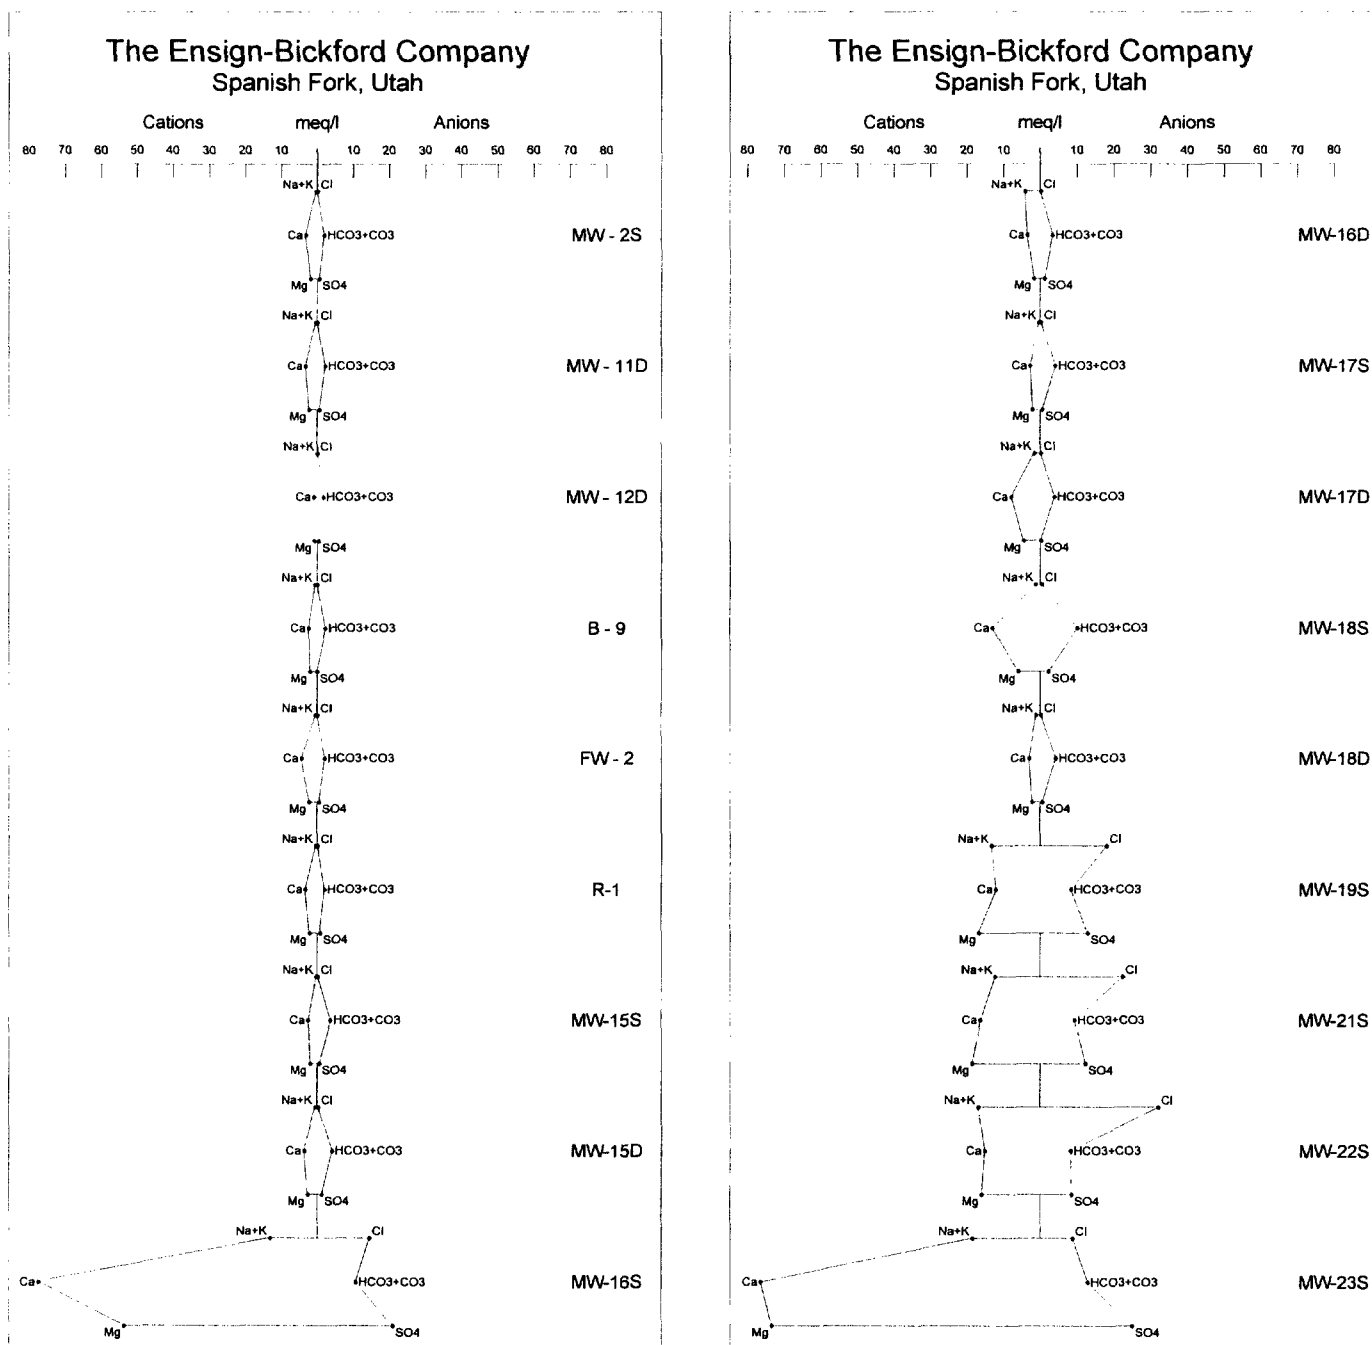 The Ensign-Bickford Company
Spanish Fork, Utah
Cations meq/l Anions
80 70 60 50 40 30 20 10 10 20 30 40 50 60 70 80
Na+K Cl
Ca HCO3+CO3 MW - 2S
Mg SO4
Na+K Cl
Ca HCO3+CO3 MW - 11D
Mg SO4
Na+K Cl
Ca HCO3+CO3 MW - 12D
Mg SO4
Na+K Cl
Ca HCO3+CO3 B - 9
Mg SO4
Na+K Cl
Ca HCO3+CO3 FW - 2
Mg SO4
Na+K Cl
Ca HCO3+CO3 R-1
Mg SO4
Na+K Cl
Ca HCO3+CO3 MW-15S
Mg SO4
Na+K Cl
Ca HCO3+CO3 MW-15D
Mg SO4
Na+K Cl
Ca HCO3+CO3 MW-16S
Mg SO4
The Ensign-Bickford Company
Spanish Fork, Utah
Cations meq/l Anions
80 70 60 50 40 30 20 10 10 20 30 40 50 60 70 80
Na+K Cl
Ca HCO3+CO3 MW-16D
Mg SO4
Na+K Cl
Ca HCO3+CO3 MW-17S
Mg SO4
Na+K Cl
Ca HCO3+CO3 MW-17D
Mg SO4
Na+K Cl
Ca HCO3+CO3 MW-18S
Mg SO4
Na+K Cl
Ca HCO3+CO3 MW-18D
Mg SO4
Na+K Cl
Ca HCO3+CO3 MW-19S
Mg SO4
Na+K Cl
Ca HCO3+CO3 MW-21S
Mg SO4
Na+K Cl
Ca HCO3+CO3 MW-22S
Mg SO4
Na+K Cl
Ca HCO3+CO3 MW-23S
Mg SO4